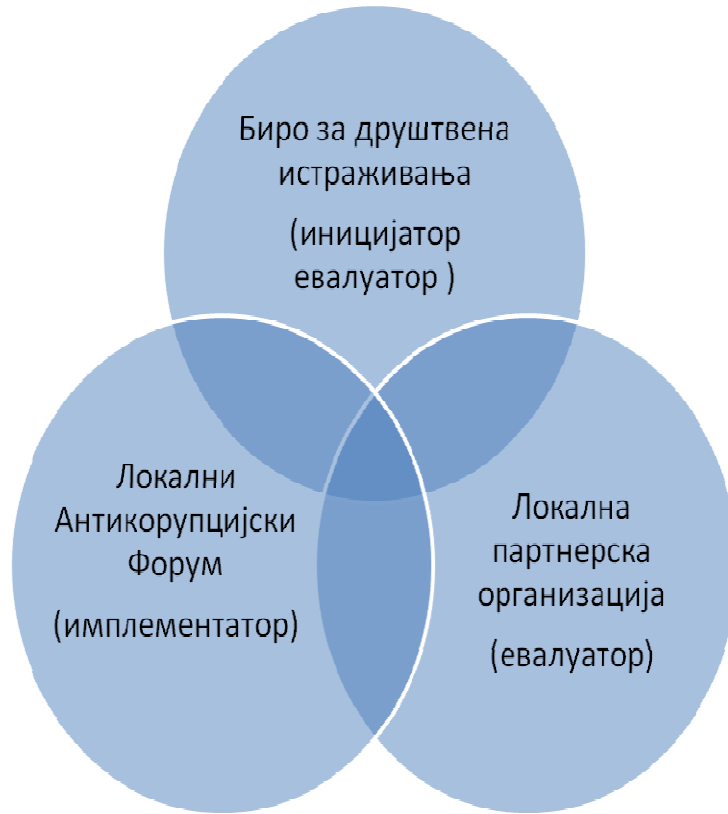 Биро за друштвена
истраживања
(иницијатор
евалуатор )
Локални
Антикорупцијски
Форум
(имплементатор)
Локална
партнерска
организација
(евалуатор)